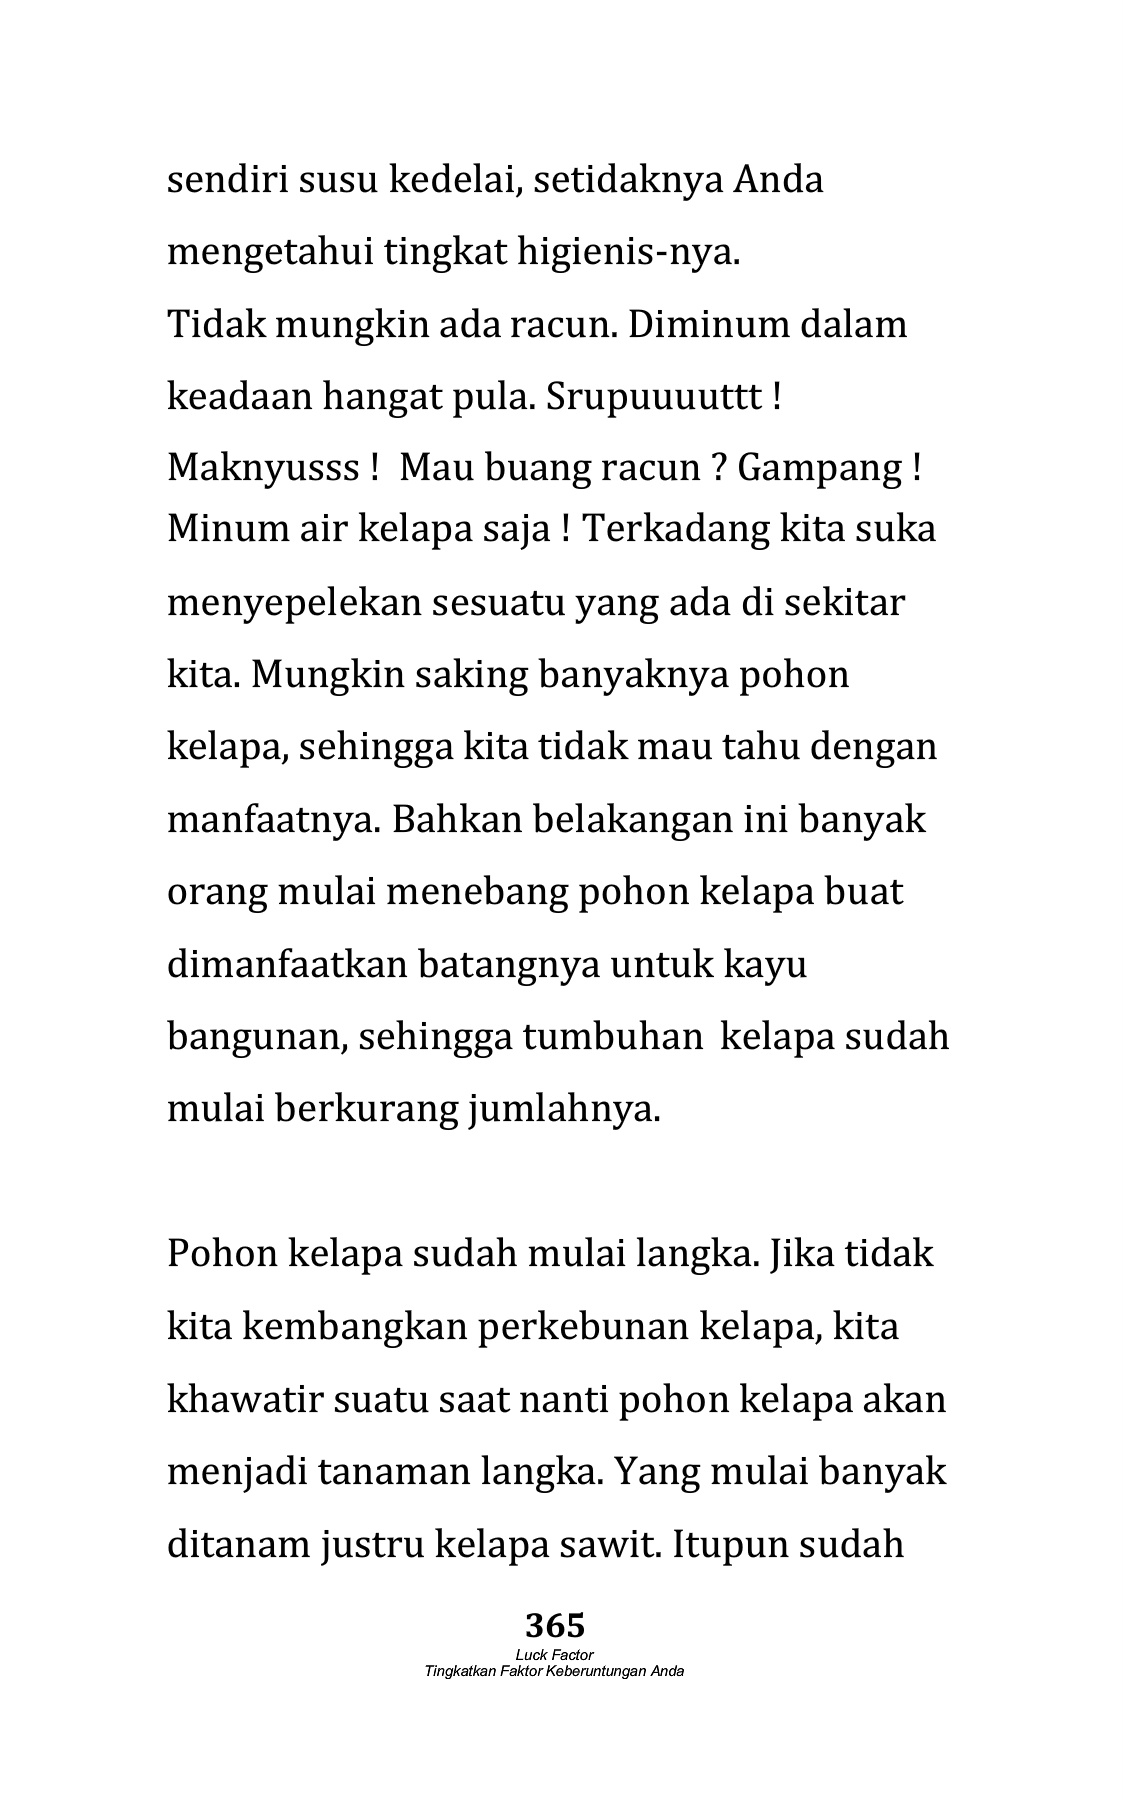 sendiri susu kedelai, setidaknya Anda
mengetahui tingkat higienis-nya.
Tidak mungkin ada racun. Diminum dalam
keadaan hangat pula. Srupuuuuttt !
Maknyusss !  Mau buang racun ? Gampang !
Minum air kelapa saja ! Terkadang kita suka
menyepelekan sesuatu yang ada di sekitar
kita. Mungkin saking banyaknya pohon
kelapa, sehingga kita tidak mau tahu dengan
manfaatnya. Bahkan belakangan ini banyak
orang mulai menebang pohon kelapa buat
dimanfaatkan batangnya untuk kayu
bangunan, sehingga tumbuhan  kelapa sudah
mulai berkurang jumlahnya.
Pohon kelapa sudah mulai langka. Jika tidak
kita kembangkan perkebunan kelapa, kita
khawatir suatu saat nanti pohon kelapa akan
menjadi tanaman langka. Yang mulai banyak
ditanam justru kelapa sawit. Itupun sudah
365
Luck Factor
Tingkatkan Faktor Keberuntungan Anda